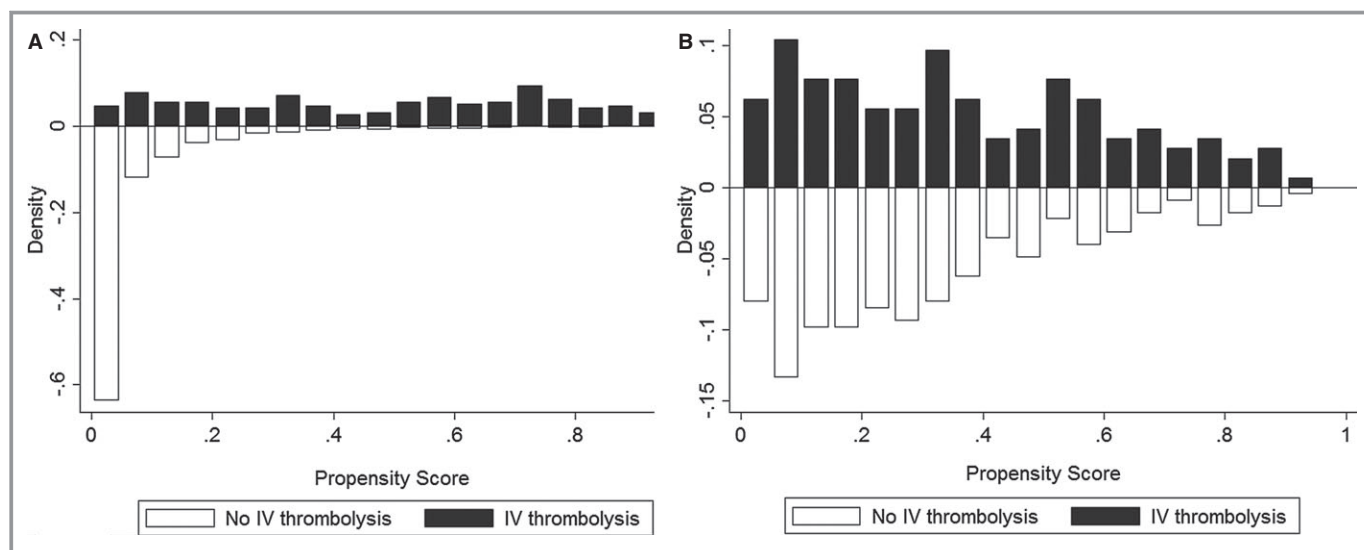 A
.2
0
-.2
-.4
-.6
Density
0 .2 .4 .6 .8
Propensity Score
No IV thrombolysis IV thrombolysis
B
.1
.05
0
-.05
-.1
-.15
Density
0 .2 .4 .6 .8 1
Propensity Score
No IV thrombolysis IV thrombolysis